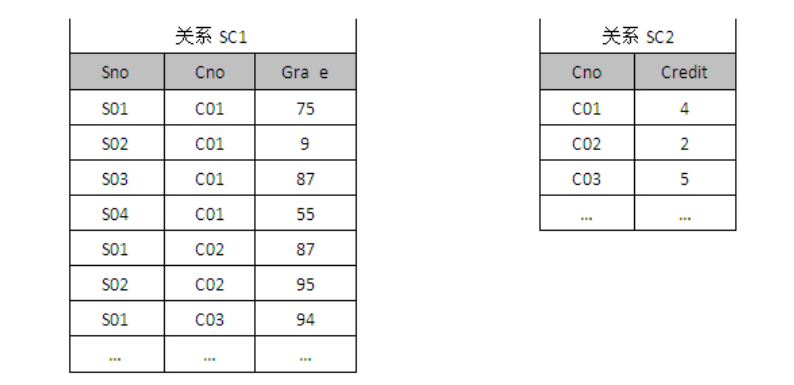 关系 SC1
Sno Cno Gra e
S01 C01 75
S02 C01 9
S03 C01 87
S04 C01 55
S01 C02 87
S02 C02 95
S01 C03 94
… … …
关系 SC2
Cno Credit
C01 4
C02 2
C03 5
… …